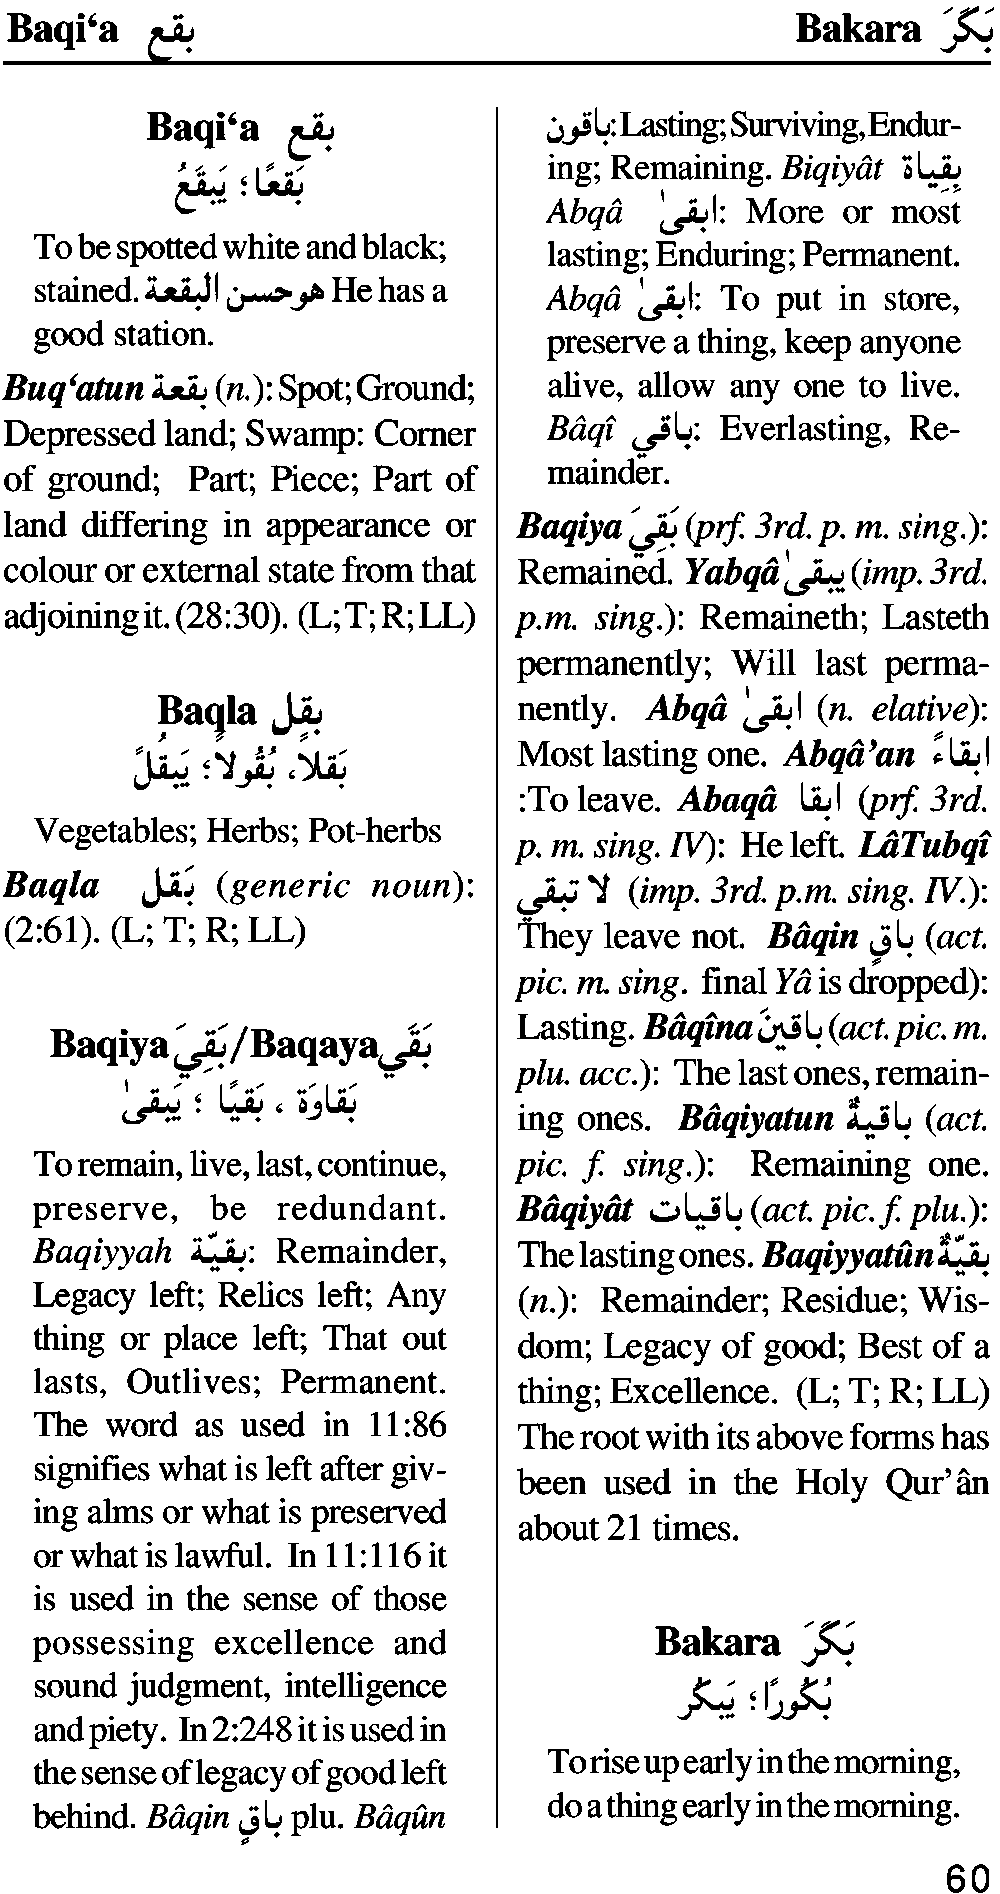 Baqi‘a بقع
Bakara بَكَرَ
Baqi‘a بقع
بَقعًا؛ يَبقَعُ
To be spotted white and black;
stained. هوحسن البقعة He has a
good station.
Buq‘atun بقعة (n.): Spot; Ground;
Depressed land; Swamp: Corner
of ground; Part; Piece; Part of
land differing in appearance or
colour or external state from that
adjoining it. (28:30). (L; T; R; LL)
Baqla بقل
بَقلاً، بُقُولاً؛ يَبقُلُ
Vegetables; Herbs; Pot-herbs
Baqla بَقل (generic noun):
(2:61). (L; T; R; LL)
Baqiya بَقِيَ/Baqaya بَقَي
بَقاوَة ، بَقيًا ؛ يَبقىٰ
To remain, live, last, continue,
preserve, be redundant.
Baqiyyah بقيّة: Remainder,
Legacy left; Relics left; Any
thing or place left; That out
lasts, Outlives; Permanent.
The word as used in 11:86
signifies what is left after giv-
ing alms or what is preserved
or what is lawful. In 11:116 it
is used in the sense of those
possessing excellence and
sound judgment, intelligence
and piety. In 2:248 it is used in
the sense of legacy of good left
behind. Bâqin باقٍ plu. Bâqûn
باقون: Lasting; Surviving, Endur-
ing; Remaining. Biqiyât بِقِياة
Abqâ ابقىٰ: More or most
lasting; Enduring; Permanent.
Abqâ ابقىٰ: To put in store,
preserve a thing, keep anyone
alive, allow any one to live.
Bâqî باقي: Everlasting, Re-
mainder.
Baqiya بَقِيَ (prf. 3rd. p. m. sing.):
Remained. Yabqâ يبقىٰ (imp. 3rd.
p.m. sing.): Remaineth; Lasteth
permanently; Will last perma-
nently. Abqâ ابقىٰ (n. elative):
Most lasting one. Abqâ’an ابقاءً
:To leave. Abaqâ ابقا (prf. 3rd.
p. m. sing. IV): He left. LâTubqî
لا تبقي (imp. 3rd. p.m. sing. IV.):
They leave not. Bâqin باقٍ (act.
pic. m. sing. final Yâ is dropped):
Lasting. Bâqîna باقينَ (act. pic. m.
plu. acc.): The last ones, remain-
ing ones. Bâqiyatun باقيةٌ (act.
pic. f. sing.): Remaining one.
Bâqiyât باقيات (act. pic. f. plu.):
The lasting ones. Baqiyyatûn بقيّةٌ
(n.): Remainder; Residue; Wis-
dom; Legacy of good; Best of a
thing; Excellence. (L; T; R; LL)
The root with its above forms has
been used in the Holy Qur’ân
about 21 times.
Bakara بَكَرَ
بُكُورًا؛ يَبكُر
To rise up early in the morning,
do a thing early in the morning.
60